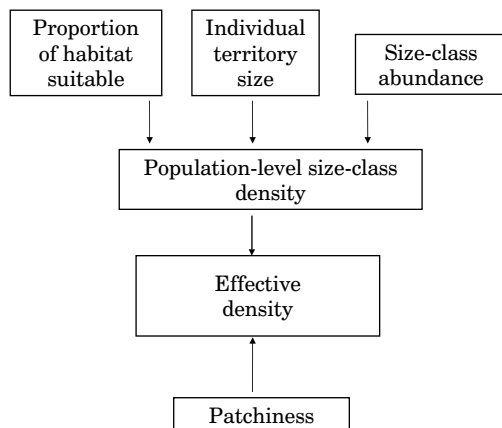 Proportion
of habitat
suitable
Individual
territory
size
Size-class
abundance
Population-level size-class
density
Effective
density
Patchiness